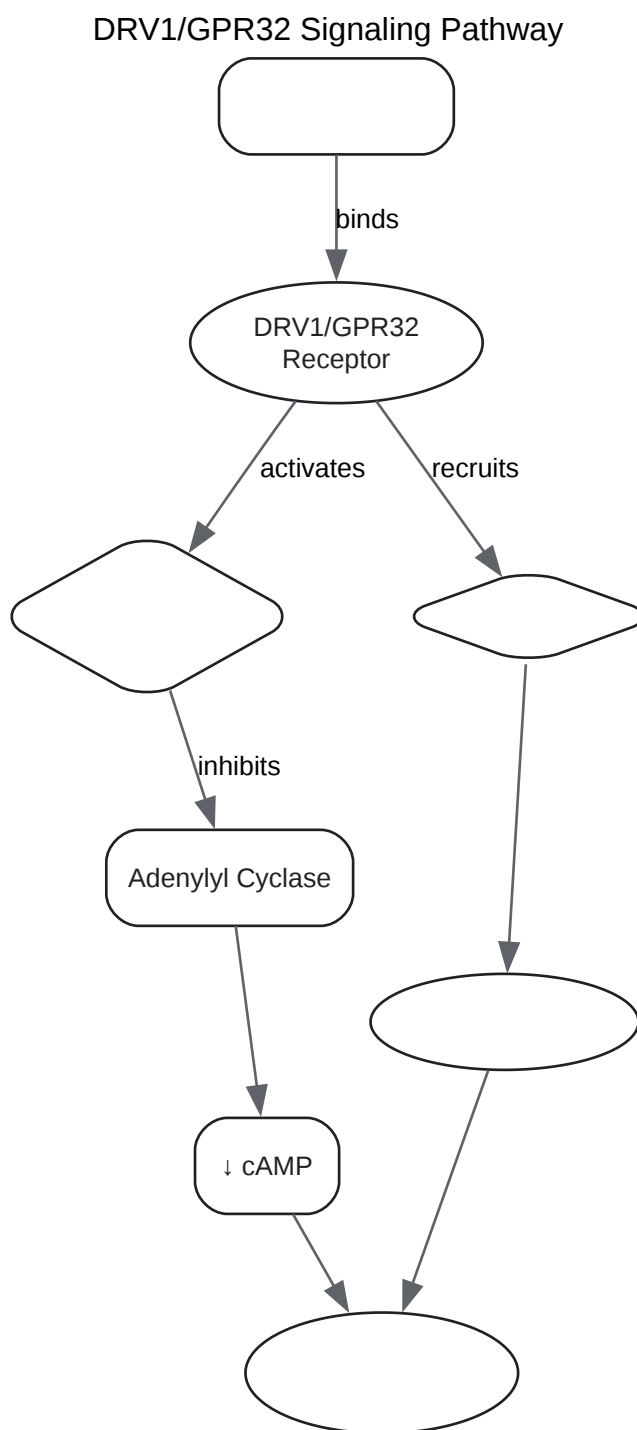 DRV1/GPR32 Signaling Pathway
binds
DRV1/GPR32
Receptor
activates
recruits
inhibits
Adenylyl Cyclase
↓ cAMP